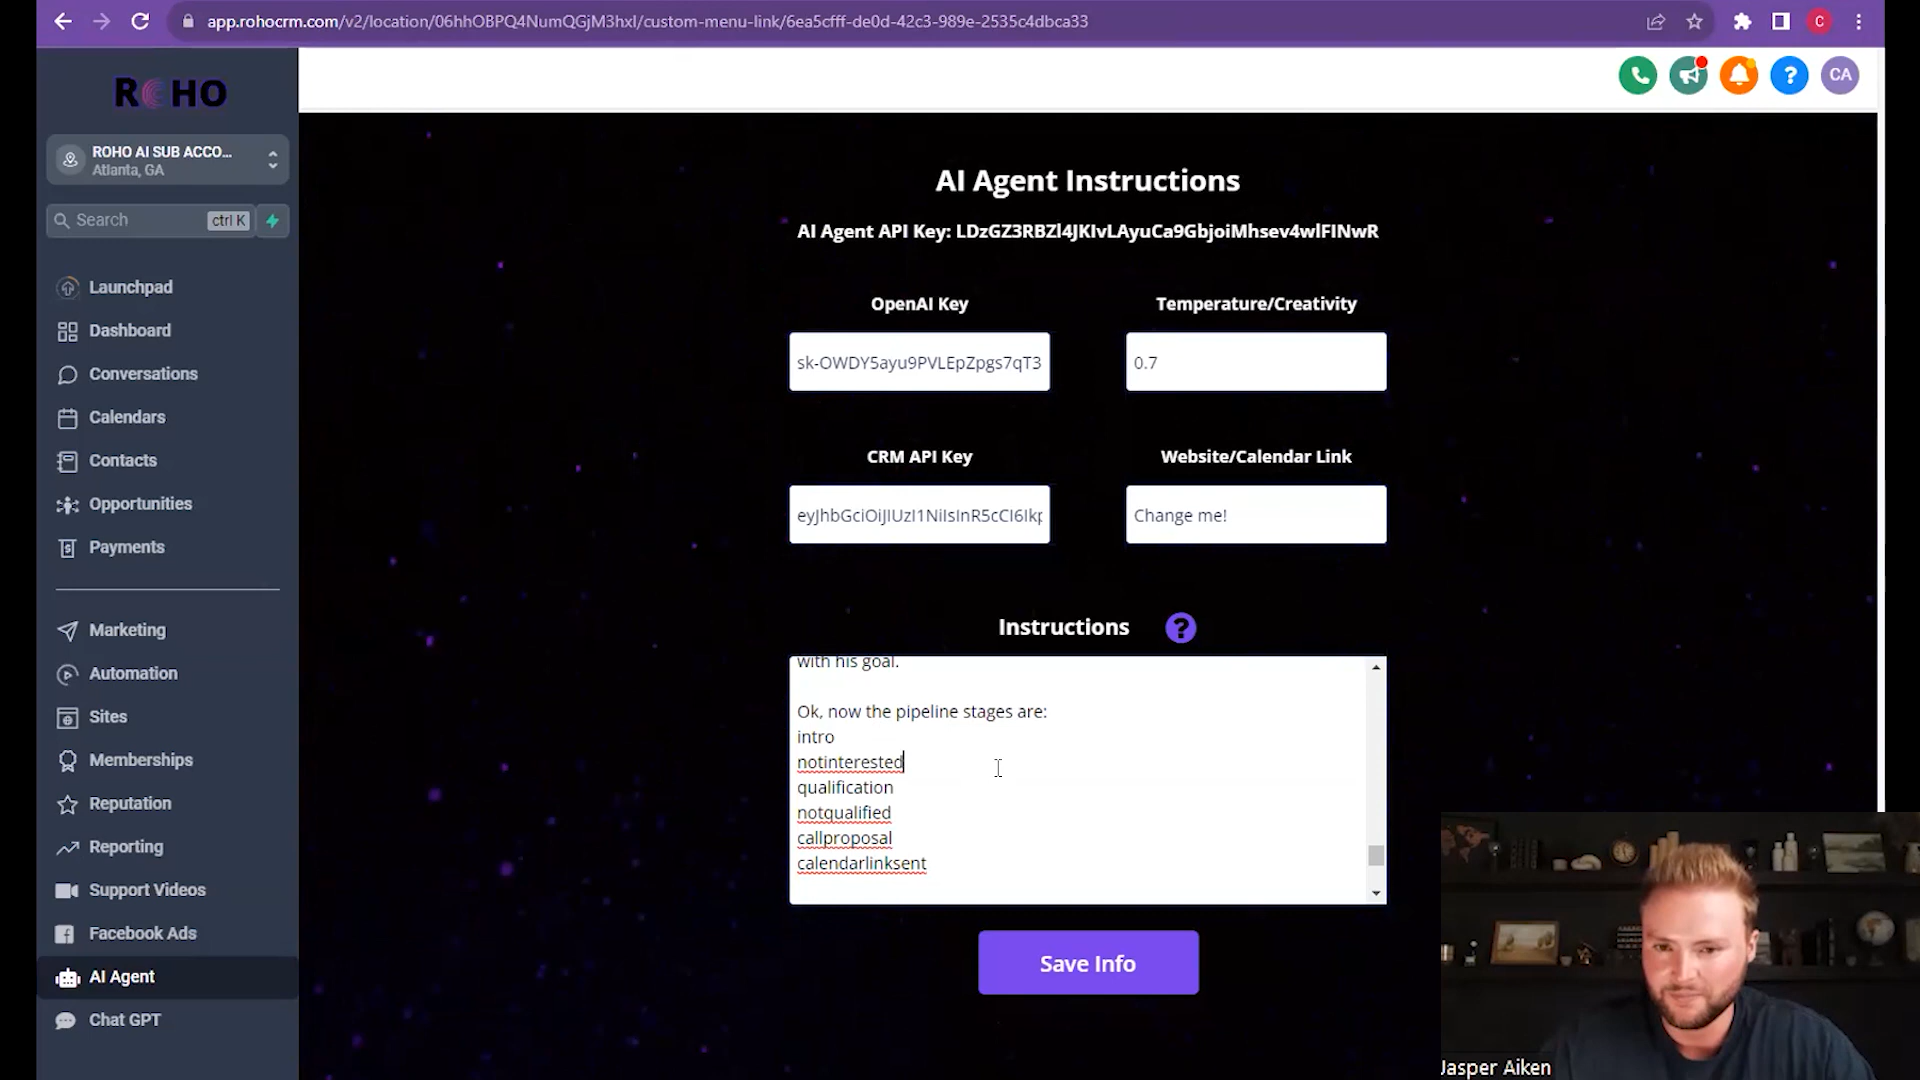 app.rohocrm.com/v2/location/06hhOBPQ4NumQGjM3hxI/custom-menu-link/6ea5cfff-de0d-42c3-989e-2535c4dbca33
C
ROHO
ROHO AI SUB ACCO...
Atlanta, GA
Search
ctrl K
Launchpad
Dashboard
Conversations
Calendars
Contacts
Opportunities
Payments
Marketing
Automation
Sites
Memberships
Reputation
Reporting
Support Videos
Facebook Ads
AI Agent
Chat GPT
?
CA
AI Agent Instructions
AI Agent API Key: LDzGZ3RBZl4JKIvLAyuCa9GbjoiMhsev4wlFINwR
OpenAI Key
Temperature/Creativity
sk-OWDY5ayu9PVLEpZpgs7qT3
0.7
CRM API Key
Website/Calendar Link
eyJhbGciOiJIUzI1NiIsInR5cCI6Ikp
Change me!
Instructions
?
with his goal.
Ok, now the pipeline stages are:
intro
notinterested
qualification
notqualified
callproposal
calendarlinksent
Save Info
Jasper Aiken